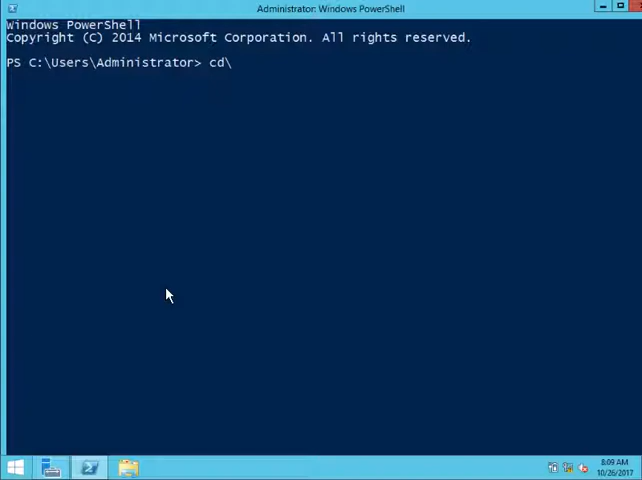 Administrator: Windows PowerShell
Windows PowerShell
Copyright (C) 2014 Microsoft Corporation. All rights reserved.
PS C:\Users\Administrator> cd\
8:09 AM
10/26/2017